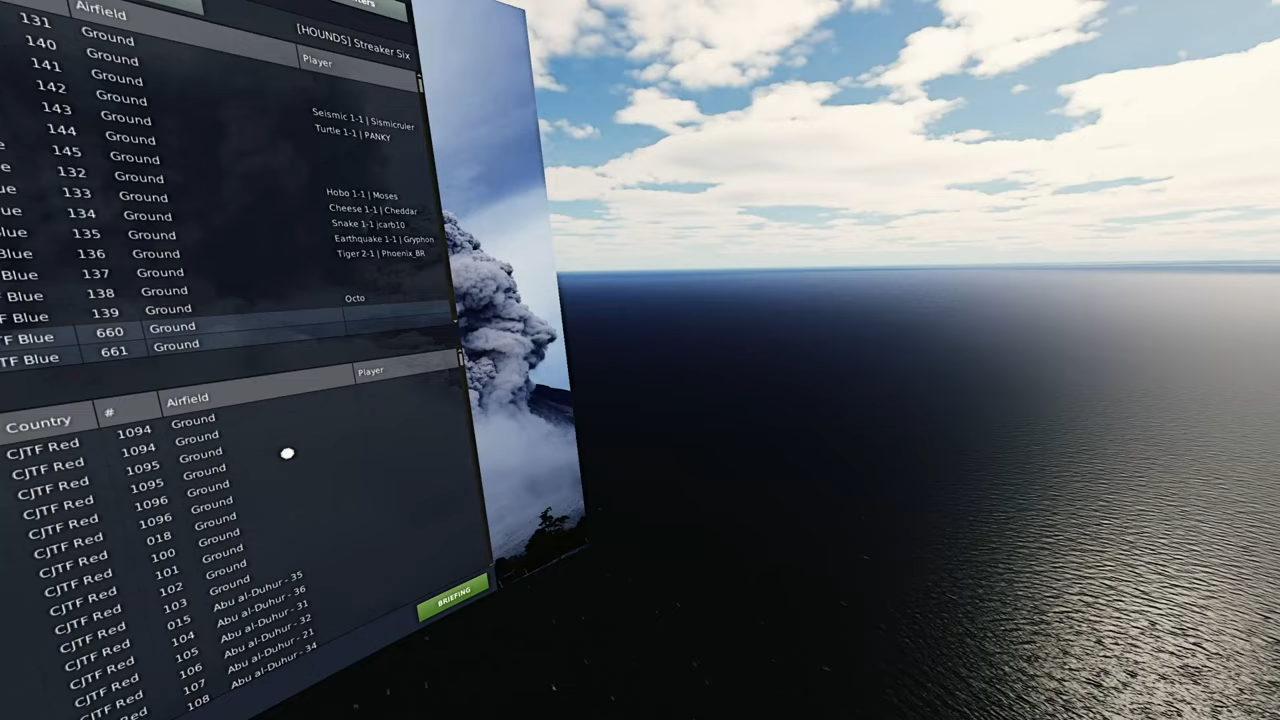 Airfield
[HOUNDS] Streaker Six
Player
131 Ground
140 Ground
141 Ground
142 Ground Seismic 1-1 | Sismicruler
143 Ground Turtle 1-1 | PANKY
144 Ground
145 Ground
132 Ground Hobo 1-1 | Moses
133 Ground Cheese 1-1 | Cheddar
134 Ground Snake 1-1 jcarb10
135 Ground Earthquake 1-1 | Gryphon
Blue 136 Ground Tiger 2-1 | Phoenix_BR
Blue 137 Ground
Blue 138 Ground Octo
Blue 139 Ground
TF Blue 660 Ground
TF Blue 661 Ground
Country # Airfield Player
CJTF Red 1094 Ground
CJTF Red 1094 Ground
CJTF Red 1095 Ground
CJTF Red 1095 Ground
CJTF Red 1096 Ground
CJTF Red 1096 Ground
CJTF Red 018 Ground
CJTF Red 100 Ground
CJTF Red 101 Ground
CJTF Red 102 Ground
CJTF Red 103 Abu al-Duhur - 35
CJTF Red 015 Abu al-Duhur - 36
CJTF Red 104 Abu al-Duhur - 31
CJTF Red 105 Abu al-Duhur - 32
106 Abu al-Duhur - 21
107 Abu al-Duhur - 34
108
BRIEFING